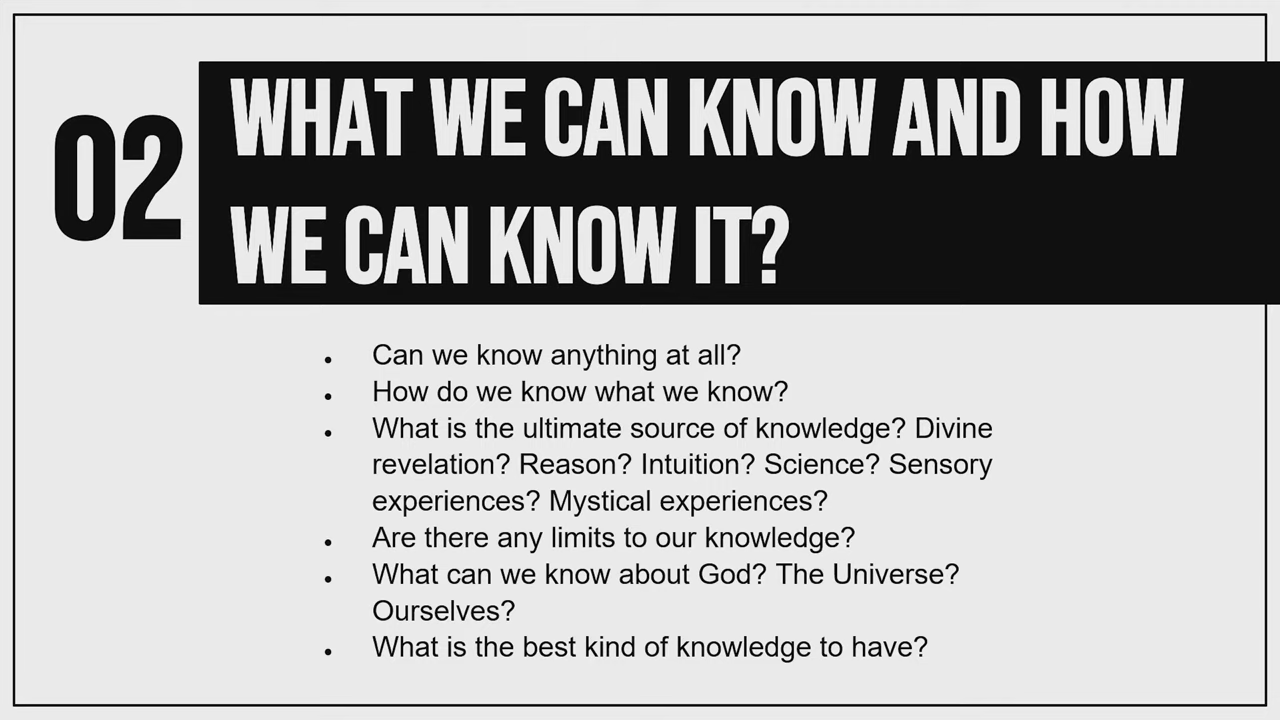 02
WHAT WE CAN KNOW AND HOW
WE CAN KNOW IT?
• Can we know anything at all?
• How do we know what we know?
• What is the ultimate source of knowledge? Divine
revelation? Reason? Intuition? Science? Sensory
experiences? Mystical experiences?
• Are there any limits to our knowledge?
• What can we know about God? The Universe?
Ourselves?
• What is the best kind of knowledge to have?